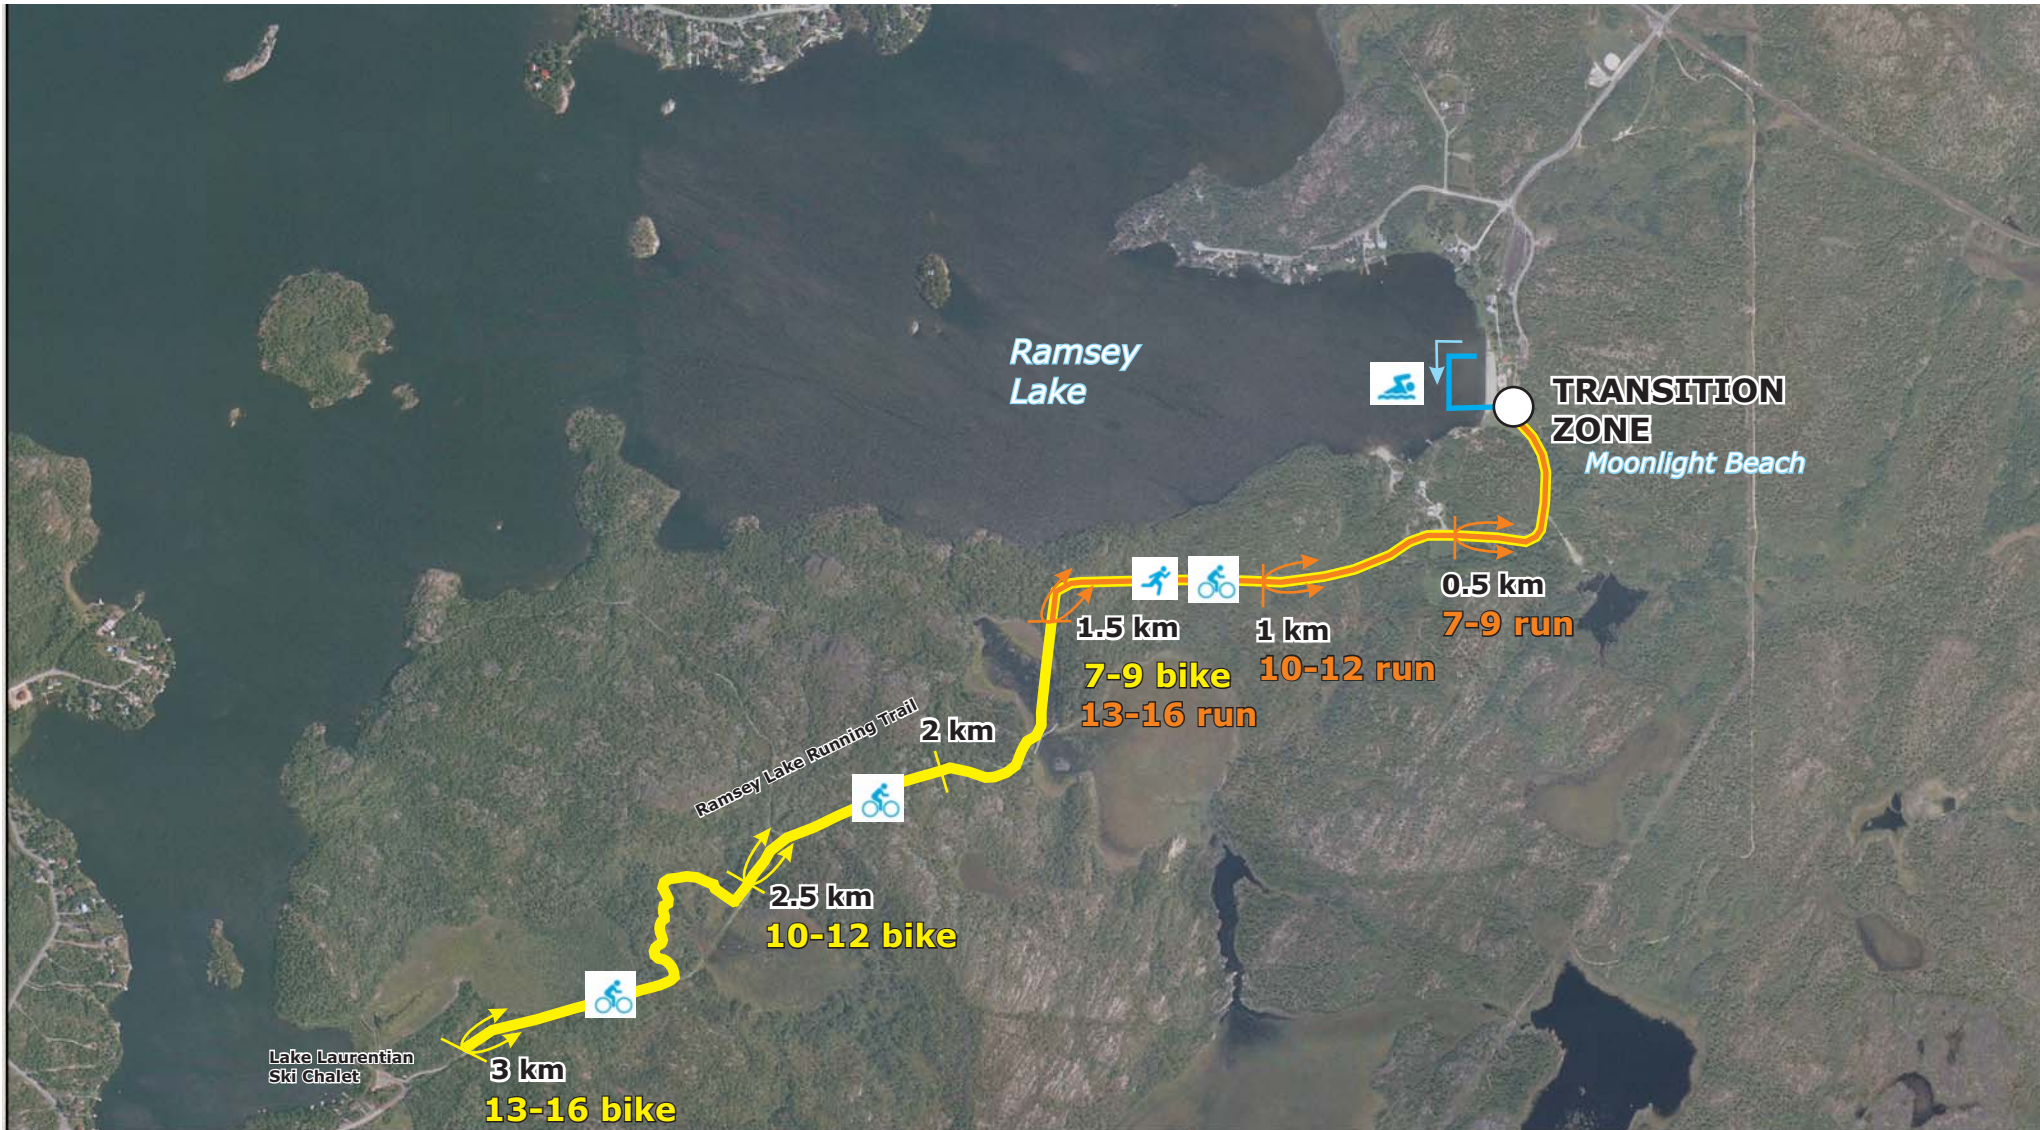 Ramsey
Lake
TRANSITION
ZONE
Moonlight Beach
0.5 km
7-9 run
1 km
10-12 run
1.5 km
7-9 bike
13-16 run
2 km
Ramsey Lake Running Trail
2.5 km
10-12 bike
Lake Laurentian
Ski Chalet
3 km
13-16 bike